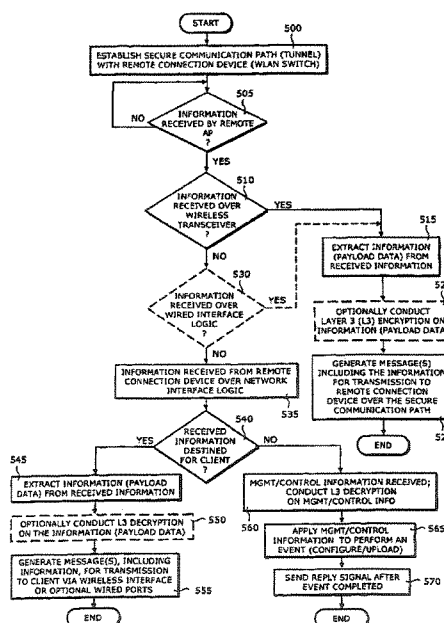 START
500
ESTABLISH SECURE COMMUNICATION PATH (TUNNEL)
WITH REMOTE CONNECTION DEVICE (WLAN SWITCH)
505
NO
INFORMATION
RECEIVED BY REMOTE
AP
?
YES
510
INFORMATION
RECEIVED OVER
WIRELESS
TRANSCEIVER
?
YES
515
EXTRACT INFORMATION
(PAYLOAD DATA) FROM
RECEIVED INFORMATION
NO
530
INFORMATION
RECEIVED OVER
WIRED INTERFACE
LOGIC
?
YES
52
OPTIONALLY CONDUCT
LAYER 3 (L3) ENCRYPTION ON
INFORMATION (PAYLOAD DATA
NO
INFORMATION RECEIVED FROM REMOTE
CONNECTION DEVICE OVER NETWORK
INTERFACE LOGIC
535
GENERATE MESSAGE(S)
INCLUDING THE INFORMATION
FOR TRANSMISSION TO
REMOTE CONNECTION
DEVICE OVER THE SECURE
COMMUNICATION PATH
52
END
540
YES
RECEIVED
INFORMATION
DESTINED
FOR CLIENT
?
NO
545
EXTRACT INFORMATION (PAYLOAD
DATA) FROM RECEIVED INFORMATION
OPTIONALLY CONDUCT L3 DECRYPTION
ON THE INFORMATION (PAYLOAD DATA)
550
GENERATE MESSAGE(S), INCLUDING
INFORMATION, FOR TRANSMISSION
TO CLIENT VIA WIRELESS INTERFACE
OR OPTIONAL WIRED PORTS
555
END
MGMT/CONTROL INFORMATION RECEIVED;
CONDUCT L3 DECRYPTION
ON MGMT/CONTROL INFO
560
APPLY MGMT/CONTROL
INFORMATION TO PERFORM AN
EVENT (CONFIGURE/UPLOAD)
565
SEND REPLY SIGNAL AFTER
EVENT COMPLETED
570
END